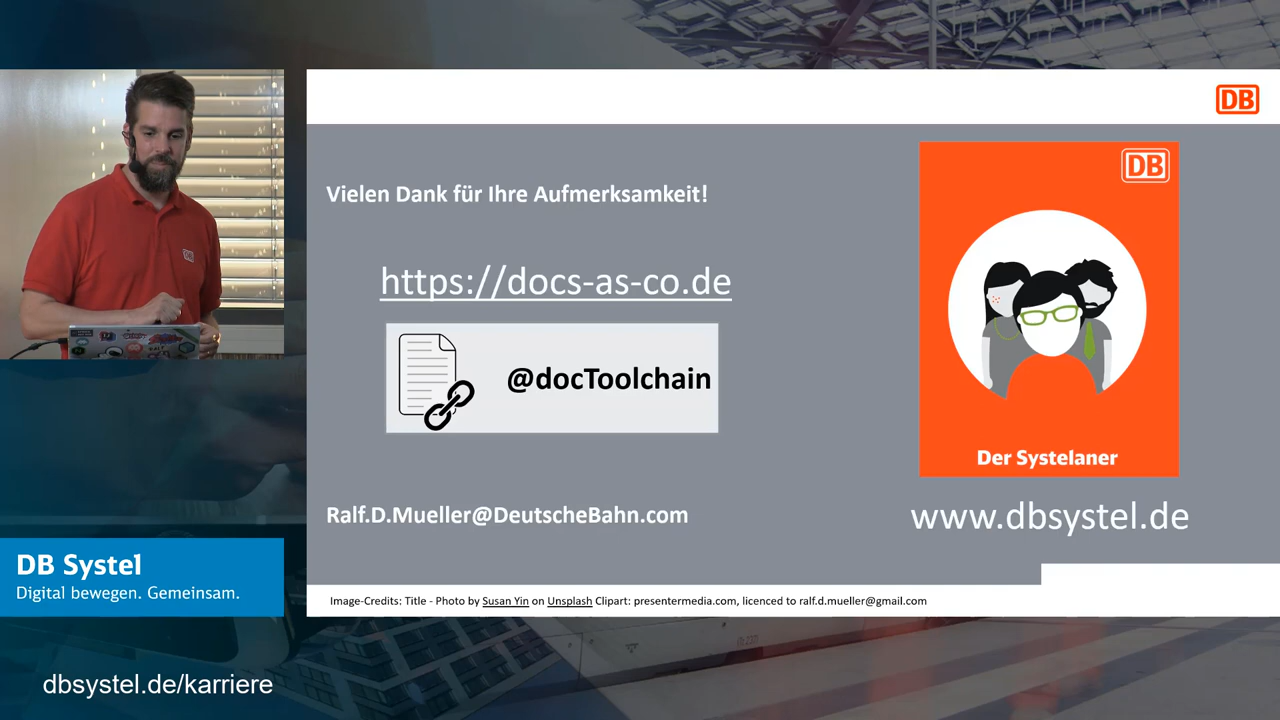 DB
DB
Vielen Dank für Ihre Aufmerksamkeit!
https://docs-as-co.de
@docToolchain
Der Systelaner
Ralf.D.Mueller@DeutscheBahn.com
www.dbsystel.de
DB Systel
Digital bewegen. Gemeinsam.
Image-Credits: Title - Photo by Susan Yin on Unsplash Clipart: presentermedia.com, licenced to ralf.d.mueller@gmail.com
dbsystel.de/karriere